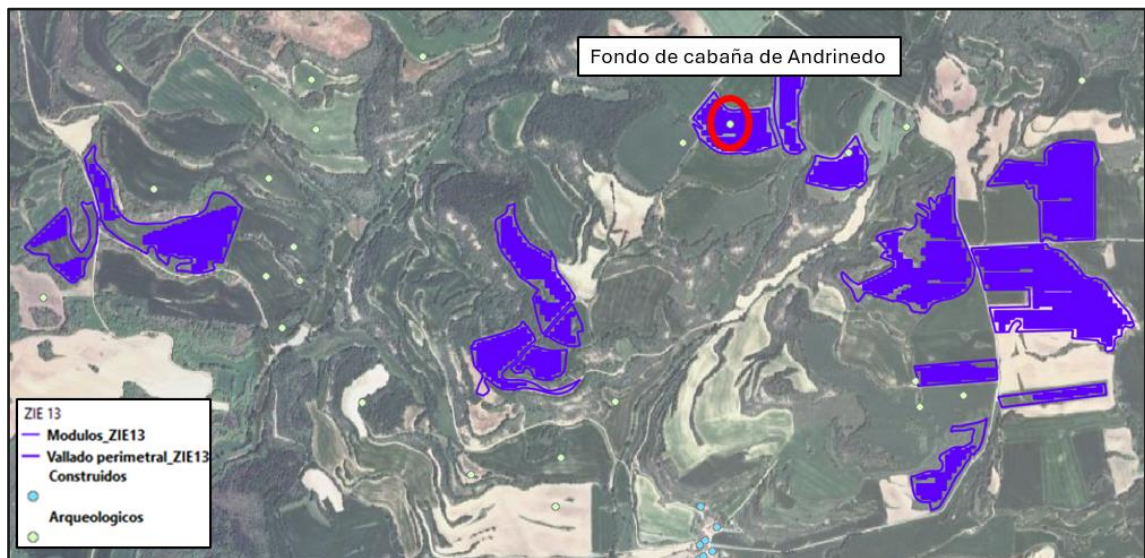 Fondo de cabaña de Andrinedo
ZIE 13
Modulos_ZIE13
Vallado perimetral_ZIE13
Construidos
Arqueologicos